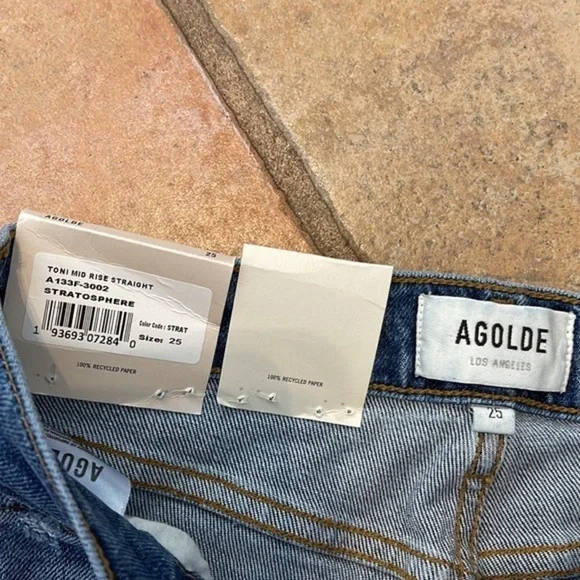 AGOLDE
25
TONI MID RISE STRAIGHT
A133F-3002
STRATOSPHERE
Color Code : STRAT
1 93693 07284 0
Size: 25
100% RECYCLED PAPER
100% RECYCLED PAPER
AGOLDE
LOS ANGELES
25
AGOLDE